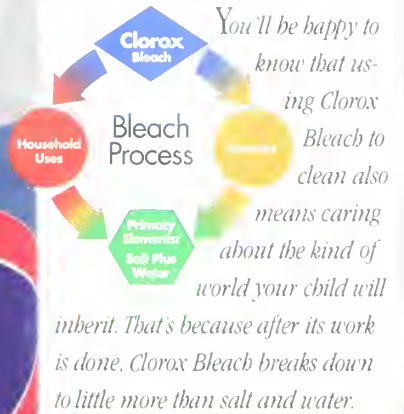 Clorox
Bleach
Bleach
Process
Household
Uses
Primary
Elements:
Salt Plus
Water
You'll be happy to
know that us-
ing Clorox
Bleach to
clean also
means caring
about the kind of
world your child will
inherit. That's because after its work
is done, Clorox Bleach breaks down
to little more than salt and water.